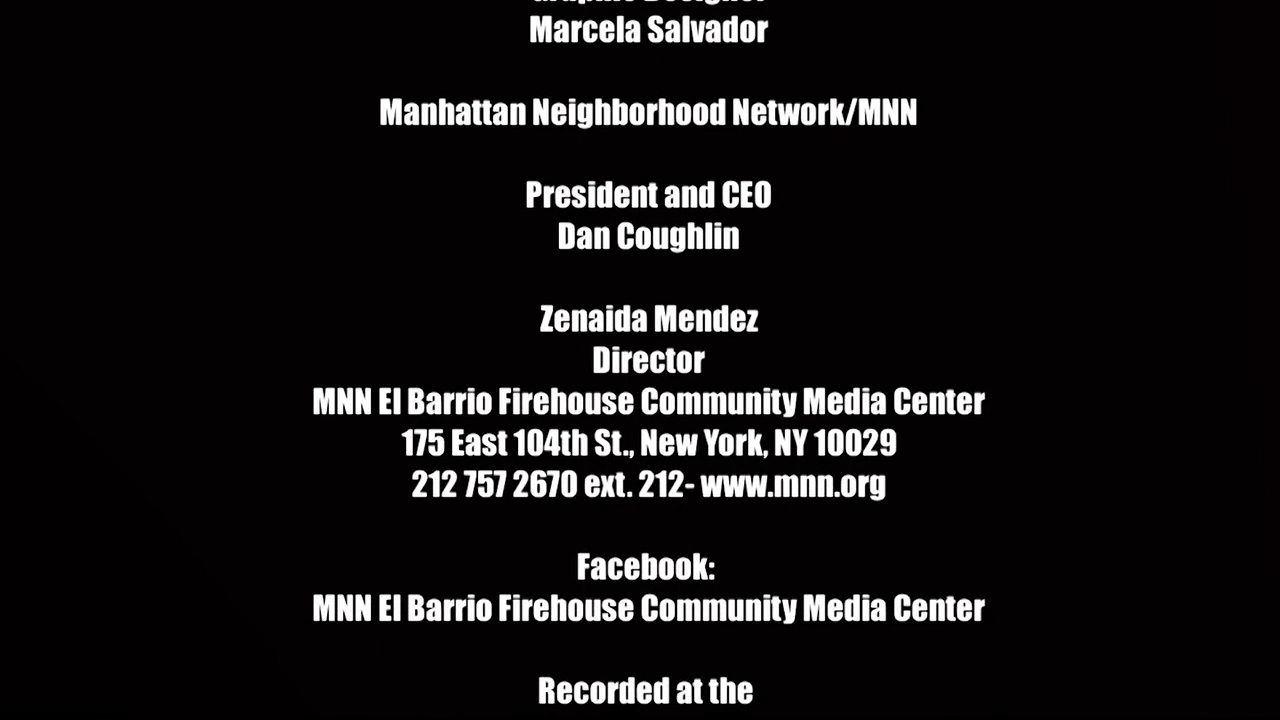 Graphic Designer
Marcela Salvador
Manhattan Neighborhood Network/MNN
President and CEO
Dan Coughlin
Zenaida Mendez
Director
MNN El Barrio Firehouse Community Media Center
175 East 104th St., New York, NY 10029
212 757 2670 ext. 212- www.mnn.org
Facebook:
MNN El Barrio Firehouse Community Media Center
Recorded at the